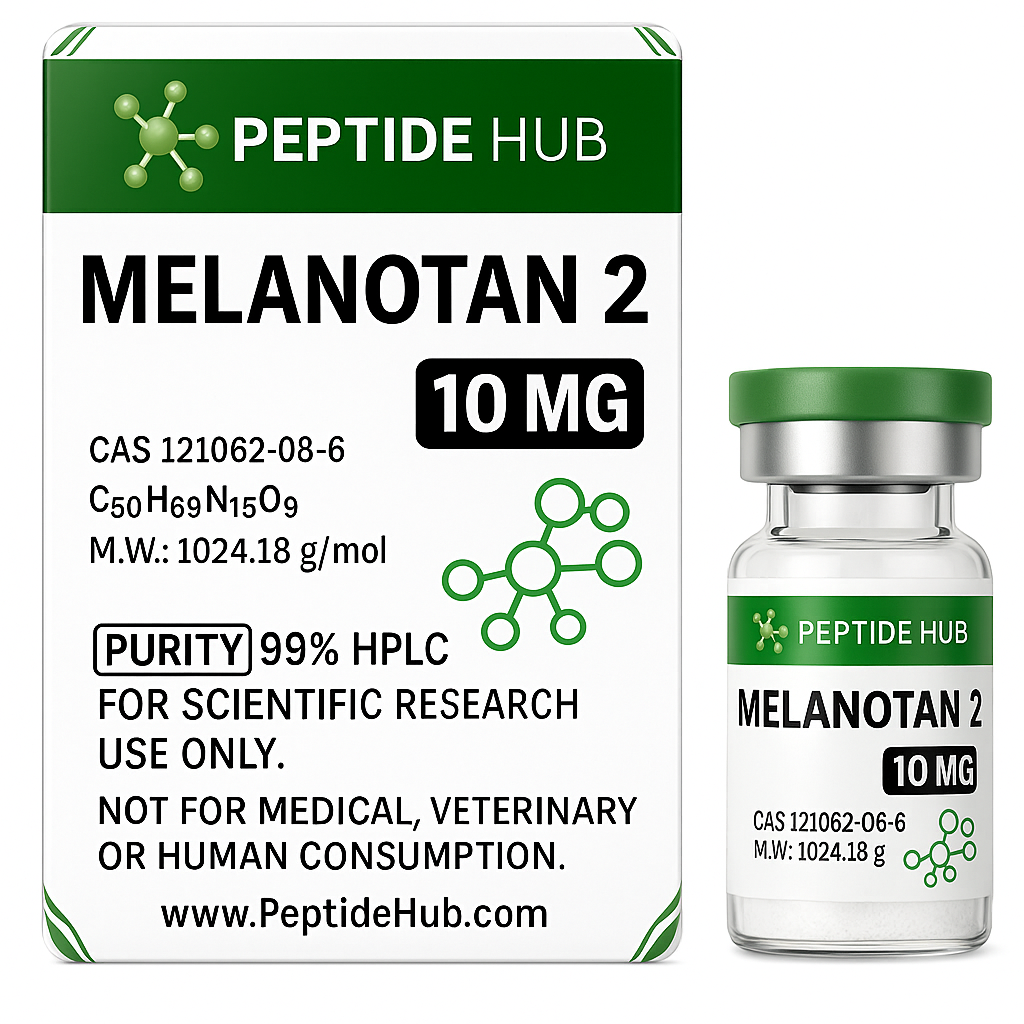 PEPTIDE HUB
MELANOTAN 2
10 MG
CAS 121062-08-6
C₅₀H₆₉N₁₅O₉
M.W.: 1024.18 g/mol
PURITY 99% HPLC
FOR SCIENTIFIC RESEARCH
USE ONLY.
NOT FOR MEDICAL, VETERINARY
OR HUMAN CONSUMPTION.
www.PeptideHub.com
PEPTIDE HUB
MELANOTAN 2
10 MG
CAS 121062-06-6
M.W: 1024.18 g